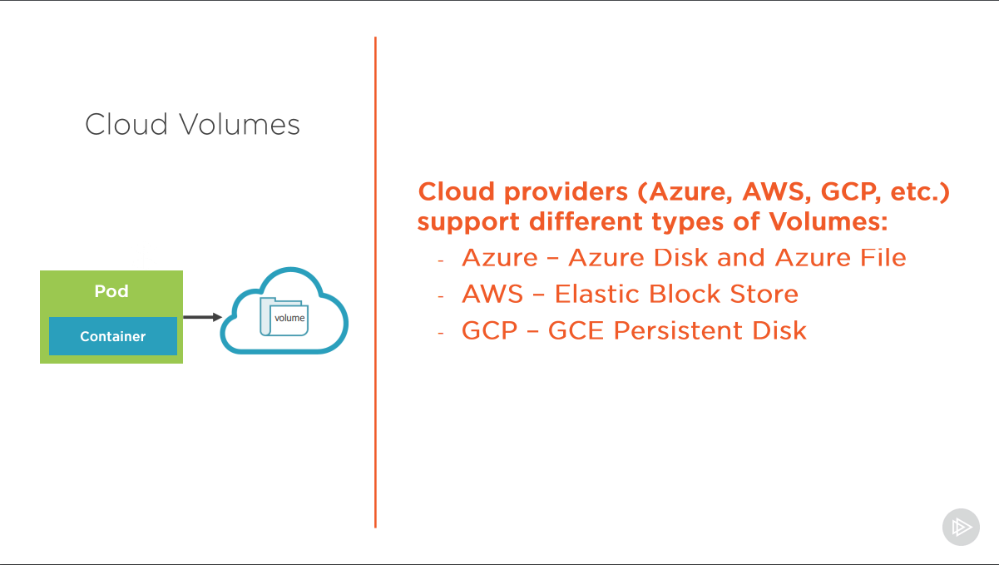 Cloud Volumes
Pod
Container
volume
Cloud providers (Azure, AWS, GCP, etc.)
support different types of Volumes:
- Azure – Azure Disk and Azure File
- AWS – Elastic Block Store
- GCP – GCE Persistent Disk